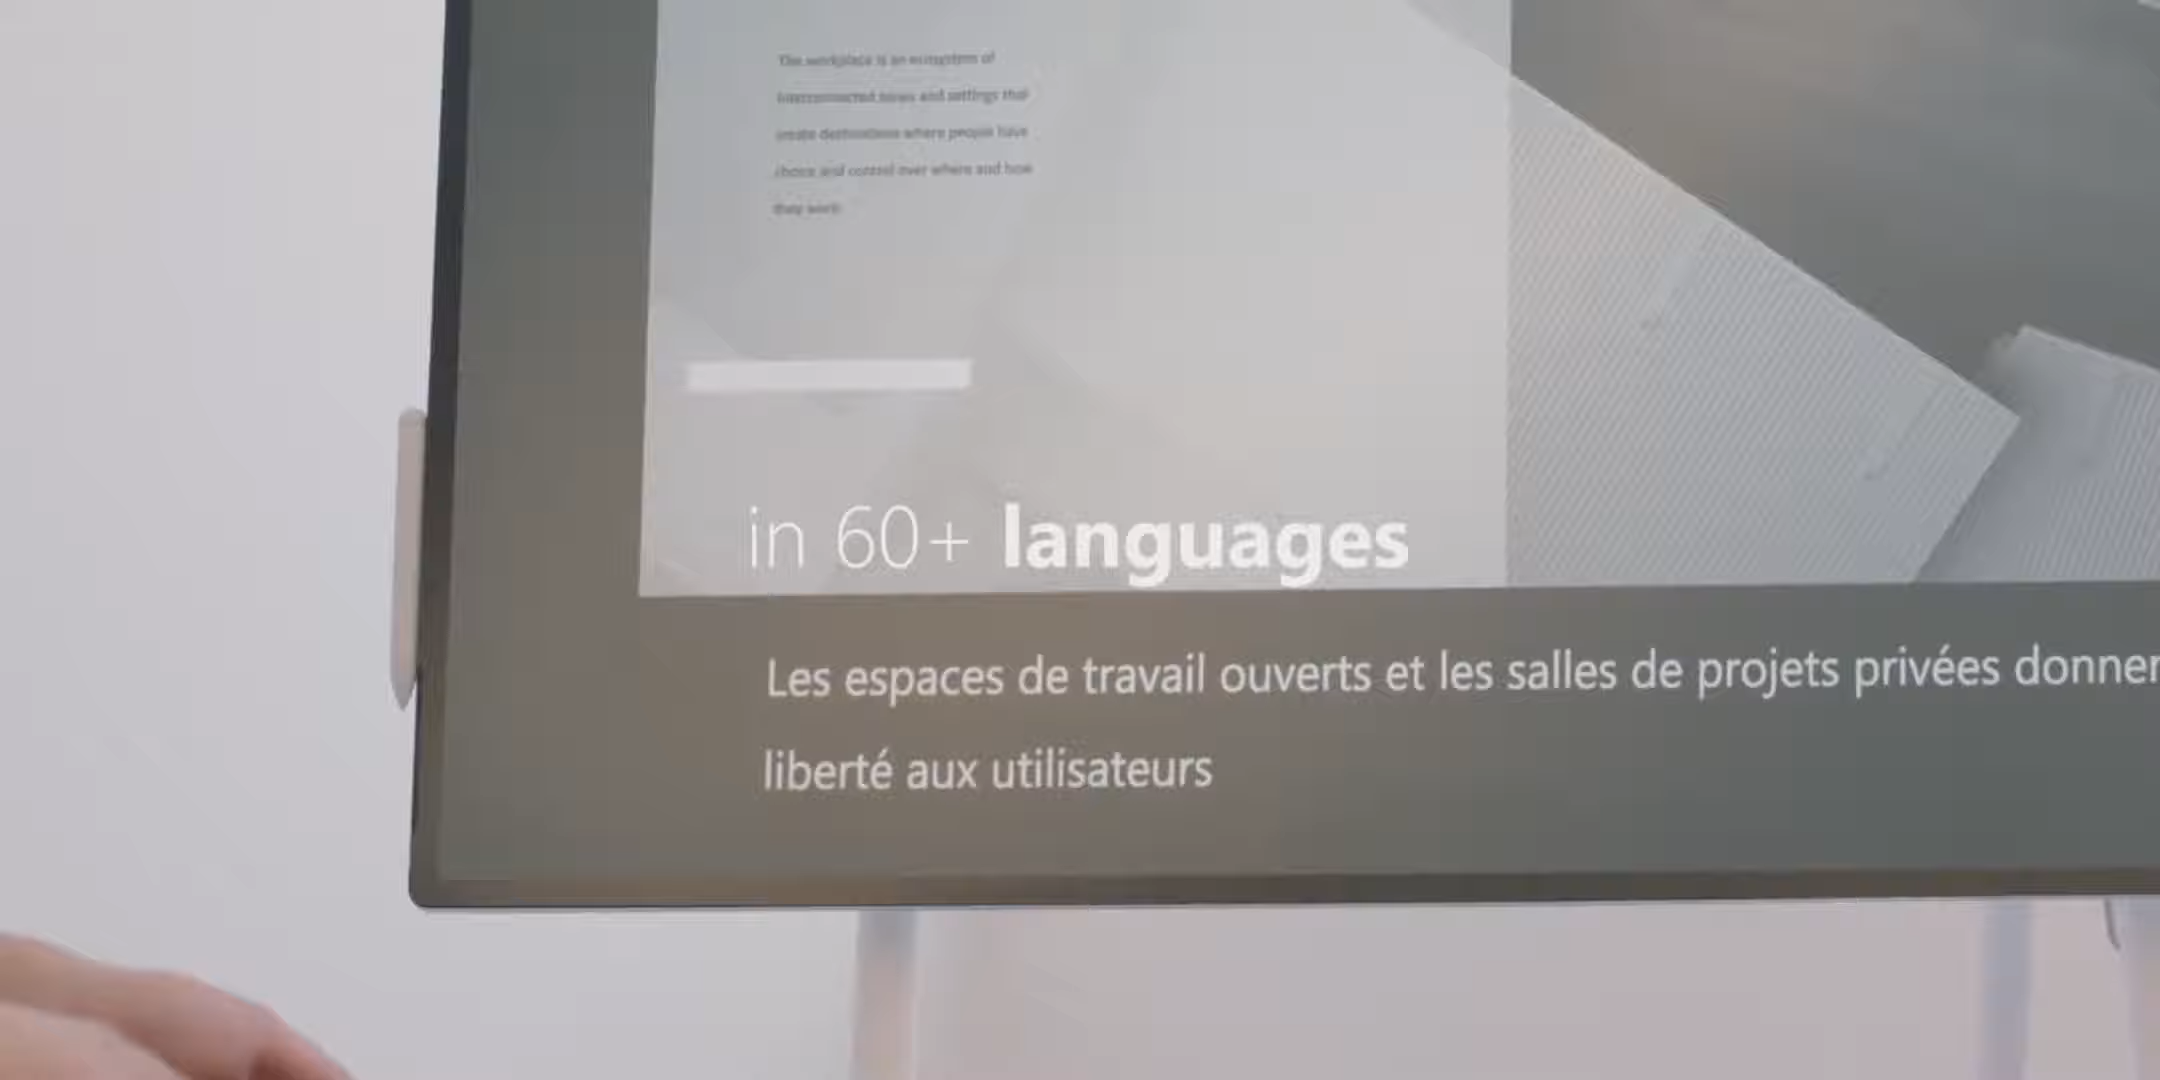 The workplace is an ecosystem of
interconnected zones and settings that
create destinations where people have
choice and control over where and how
they work.
in 60+ languages
Les espaces de travail ouverts et les salles de projets privées donner
liberté aux utilisateurs